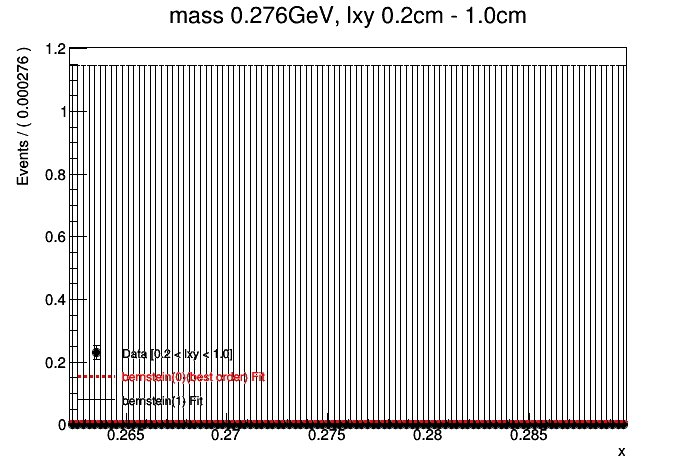 mass 0.276GeV, lxy 0.2cm - 1.0cm
Events / ( 0.000276 )
1.2
1
0.8
0.6
0.4
0.2
0
Data [0.2 < lxy < 1.0]
bernstein(0)(best order) Fit
bernstein(1) Fit
0.265 0.27 0.275 0.28 0.285
x